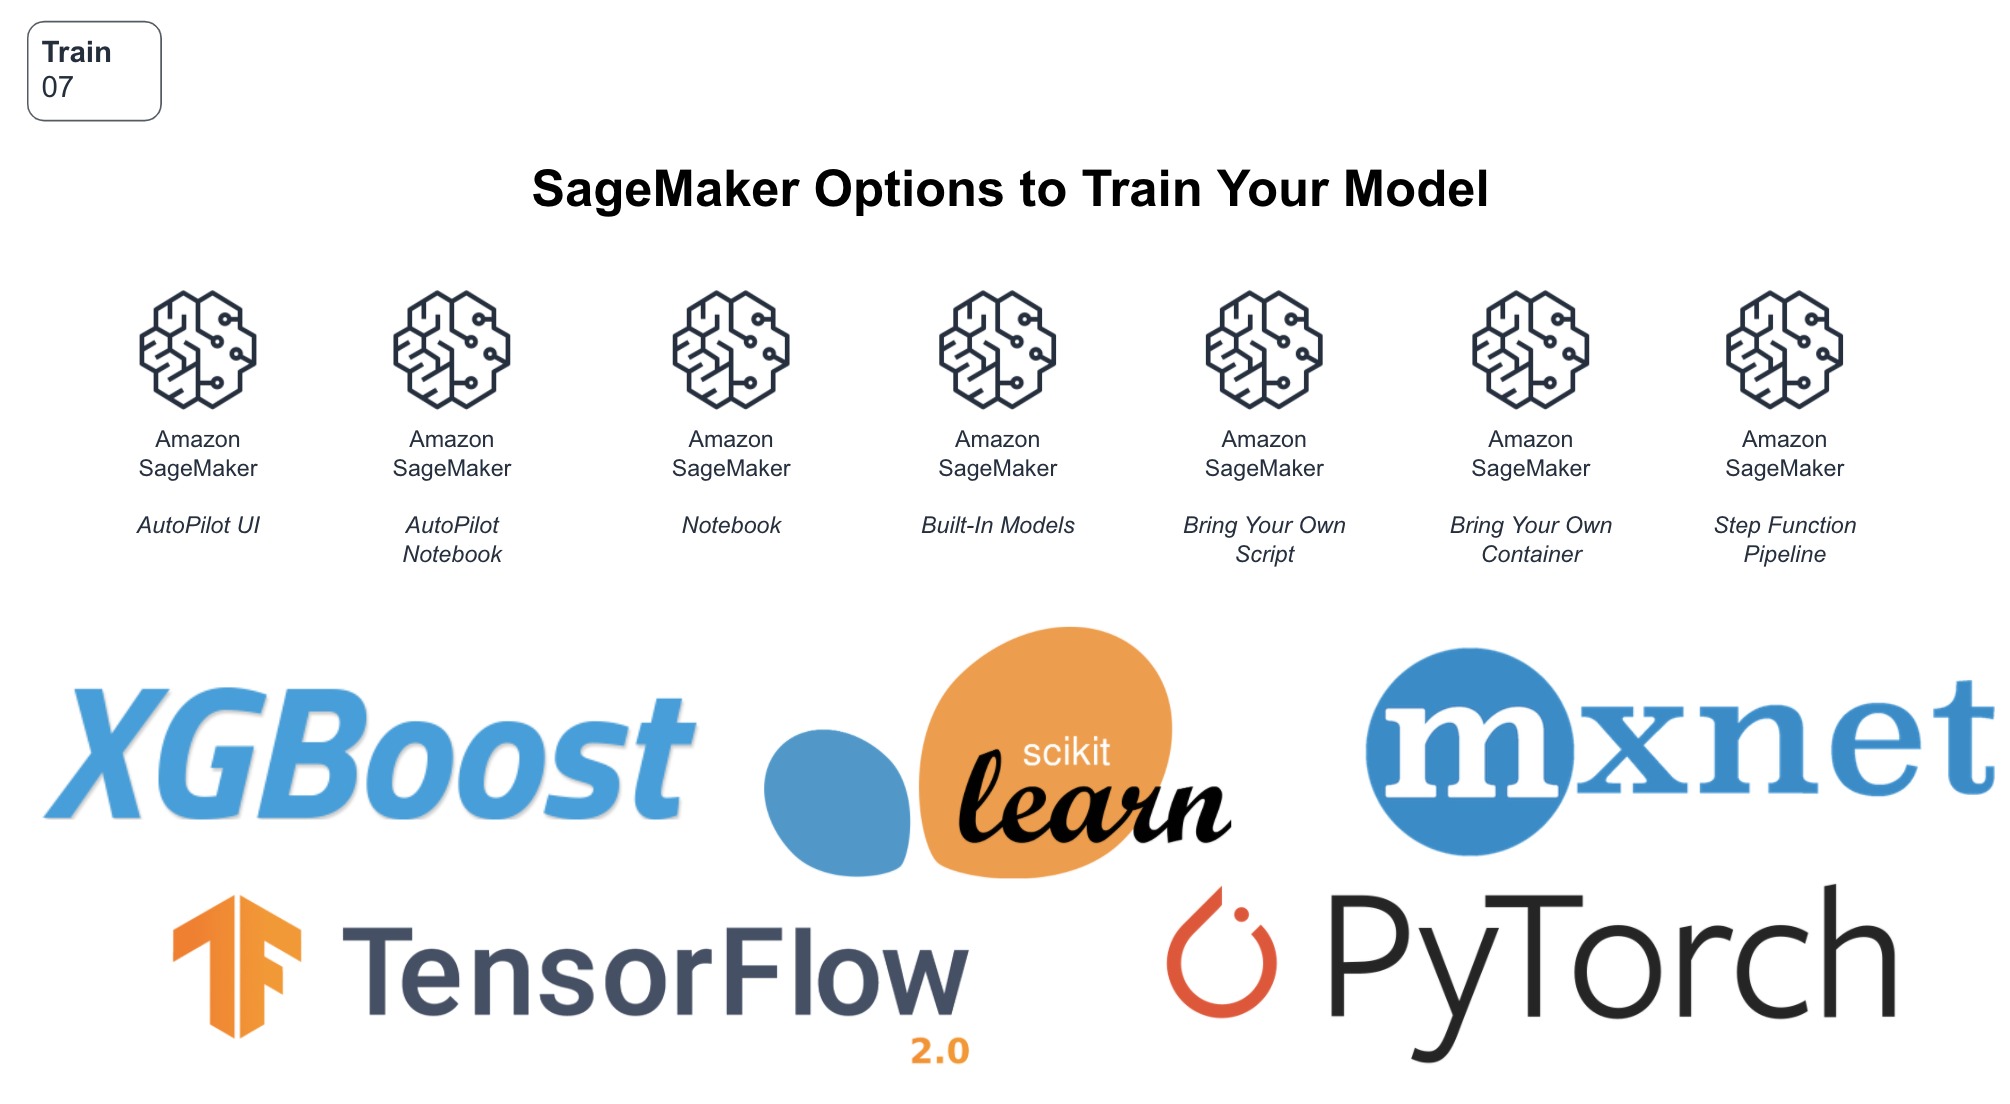 Train
07
SageMaker Options to Train Your Model
Amazon
SageMaker
AutoPilot UI
Amazon
SageMaker
AutoPilot
Notebook
Amazon
SageMaker
Notebook
Amazon
SageMaker
Built-In Models
Amazon
SageMaker
Bring Your Own
Script
Amazon
SageMaker
Bring Your Own
Container
Amazon
SageMaker
Step Function
Pipeline
XGBoost
scikit
learn
mxnet
TensorFlow
2.0
PyTorch